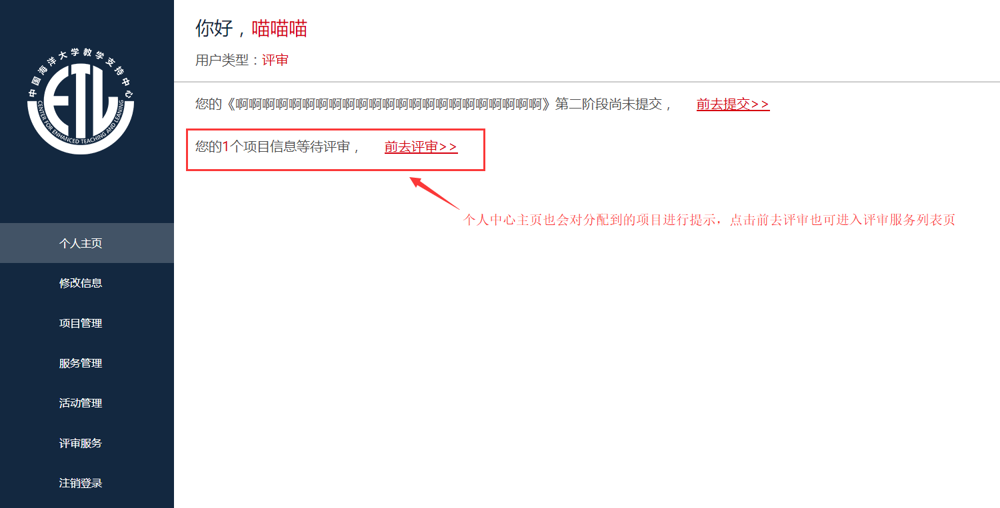 中国海洋大学教学支持中心
ETL
CENTER FOR ENHANCED TEACHING AND LEANING
个人主页
修改信息
项目管理
服务管理
活动管理
评审服务
注销登录
你好，喵喵喵
用户类型：评审
您的《啊啊啊啊啊啊啊啊啊啊啊啊啊啊啊啊啊啊啊啊啊啊啊》第二阶段尚未提交， 前去提交>>
您的1个项目信息等待评审， 前去评审>>
个人中心主页也会对分配到的项目进行提示，点击前去评审也可进入评审服务列表页